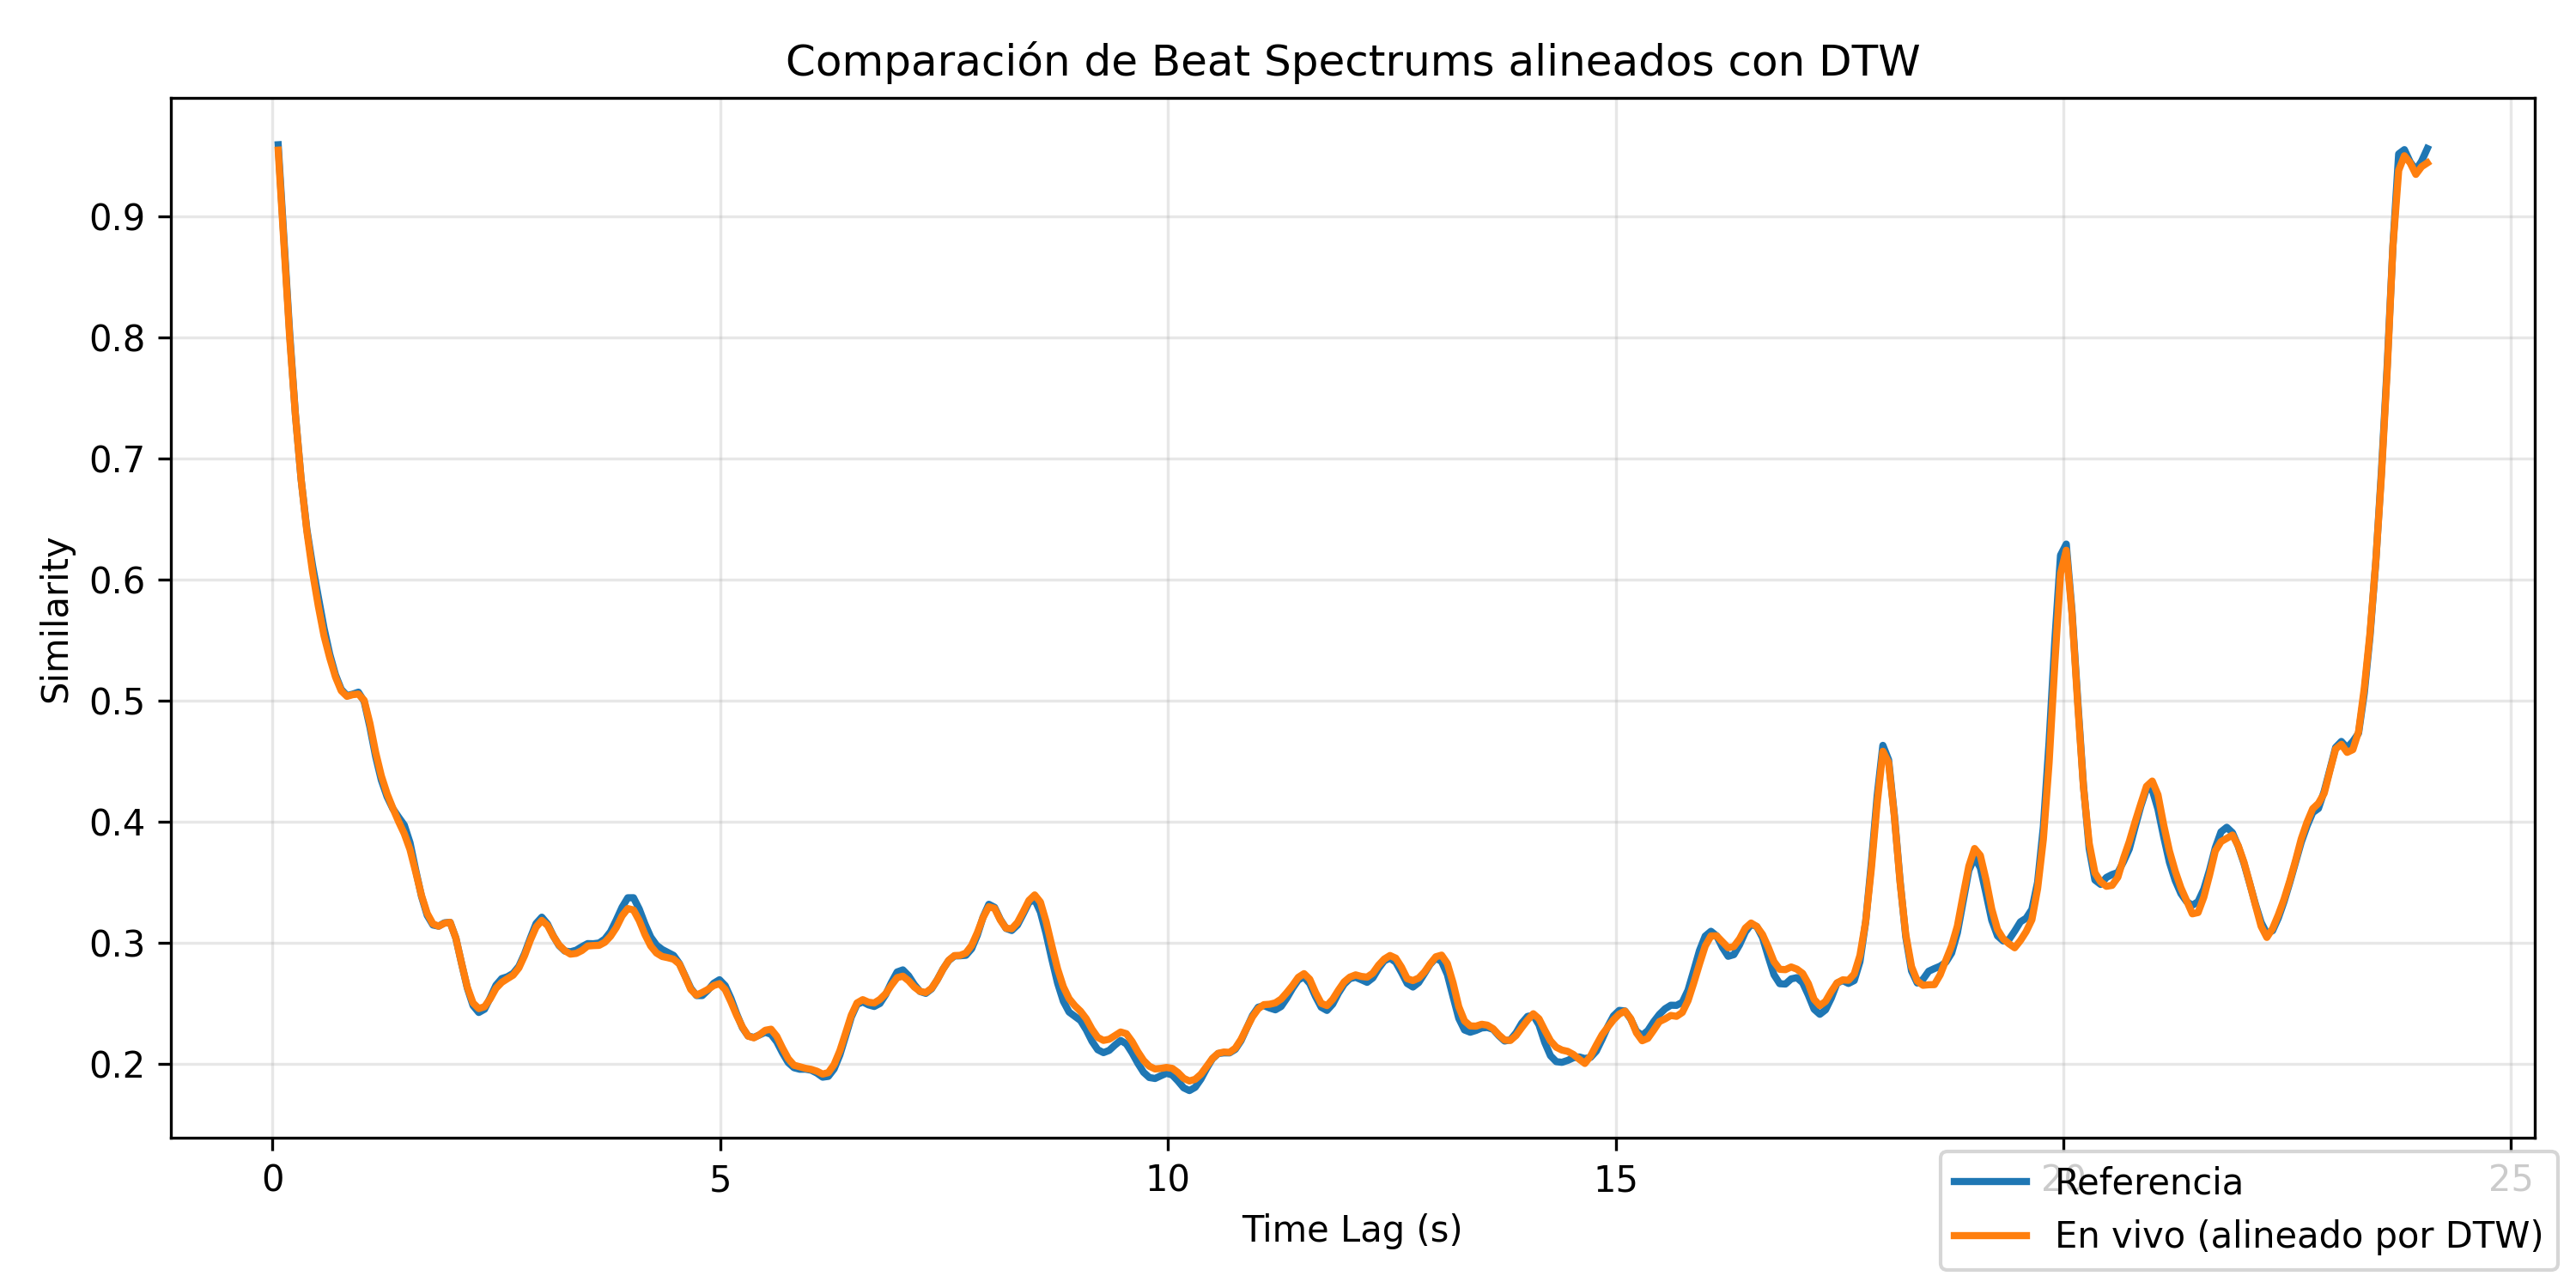 Comparación de Beat Spectrums alineados con DTW
Similarity
0.9
0.8
0.7
0.6
0.5
0.4
0.3
0.2
0 5 10 15 20 25
Time Lag (s)
Referencia
En vivo (alineado por DTW)